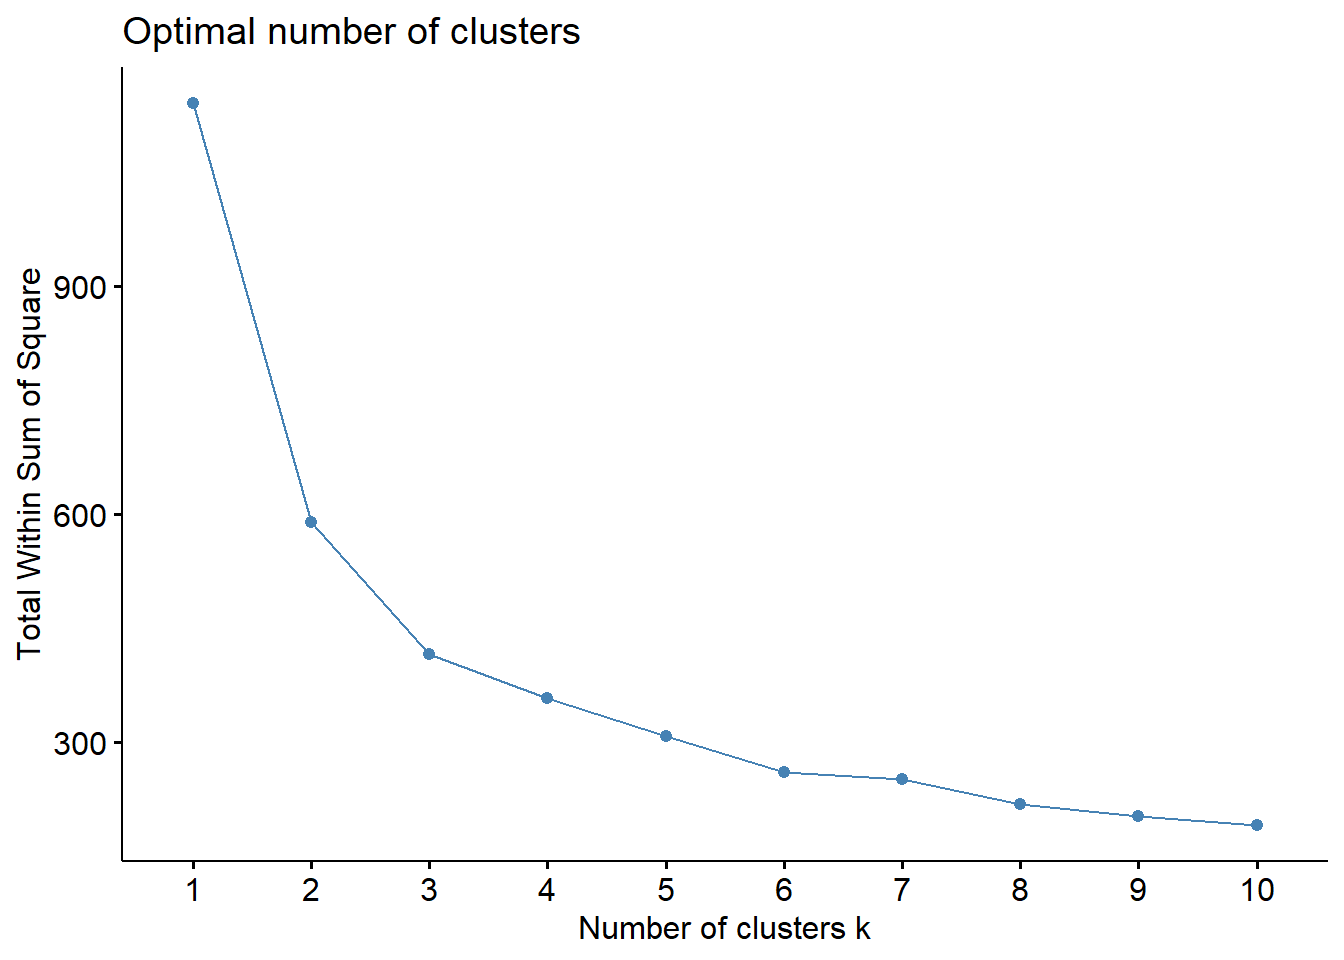 Optimal number of clusters
Total Within Sum of Square
900
600
300
1 2 3 4 5 6 7 8 9 10
Number of clusters k